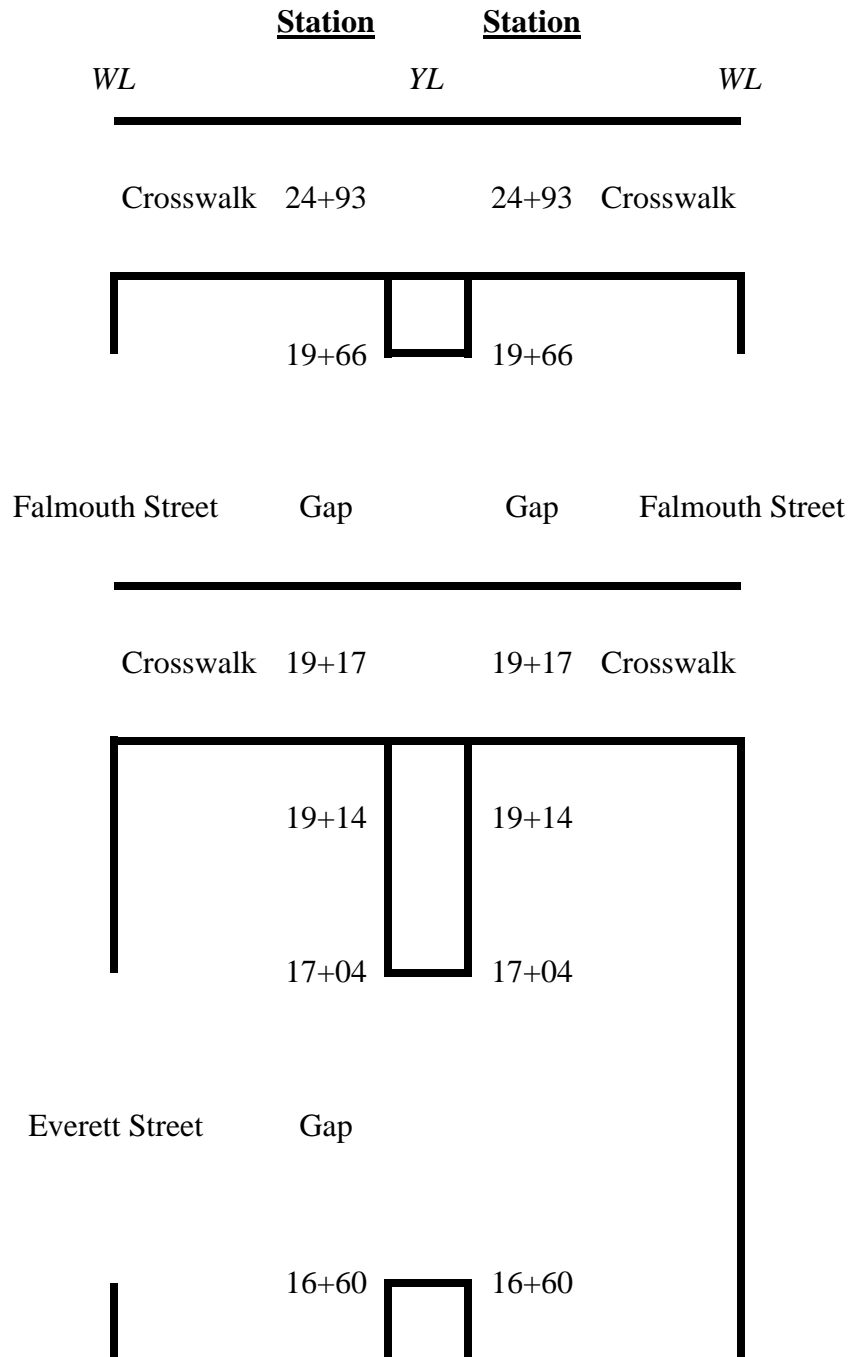 Station Station
WL YL WL
Crosswalk 24+93 24+93 Crosswalk
19+66 19+66
Falmouth Street Gap Gap Falmouth Street
Crosswalk 19+17 19+17 Crosswalk
19+14 19+14
17+04 17+04
Everett Street Gap
16+60 16+60